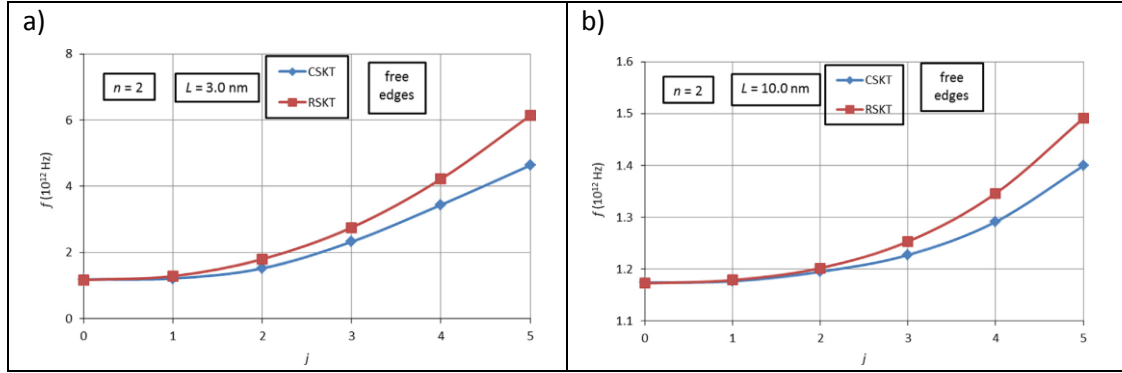 a)
n = 2
L = 3.0 nm
CSKT
RSKT
free
edges
f (10¹² Hz)
8
6
4
2
0
0 1 2 3 4 5
j
b)
n = 2
L = 10.0 nm
CSKT
RSKT
free
edges
f (10¹² Hz)
1.6
1.5
1.4
1.3
1.2
1.1
0 1 2 3 4 5
j